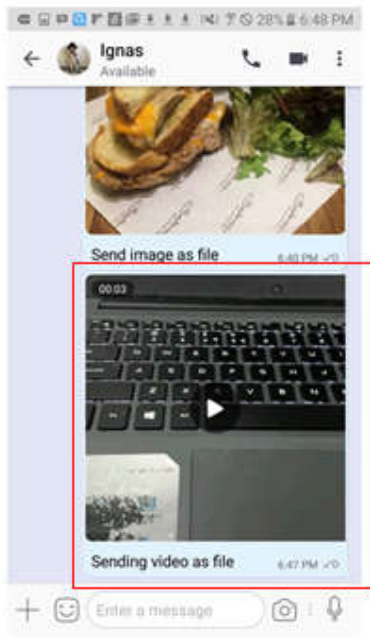 28% 6:48 PM
Ignas
Available
Send image as file
6:40 PM
00:03
Sending video as file
6:47 PM
Enter a message